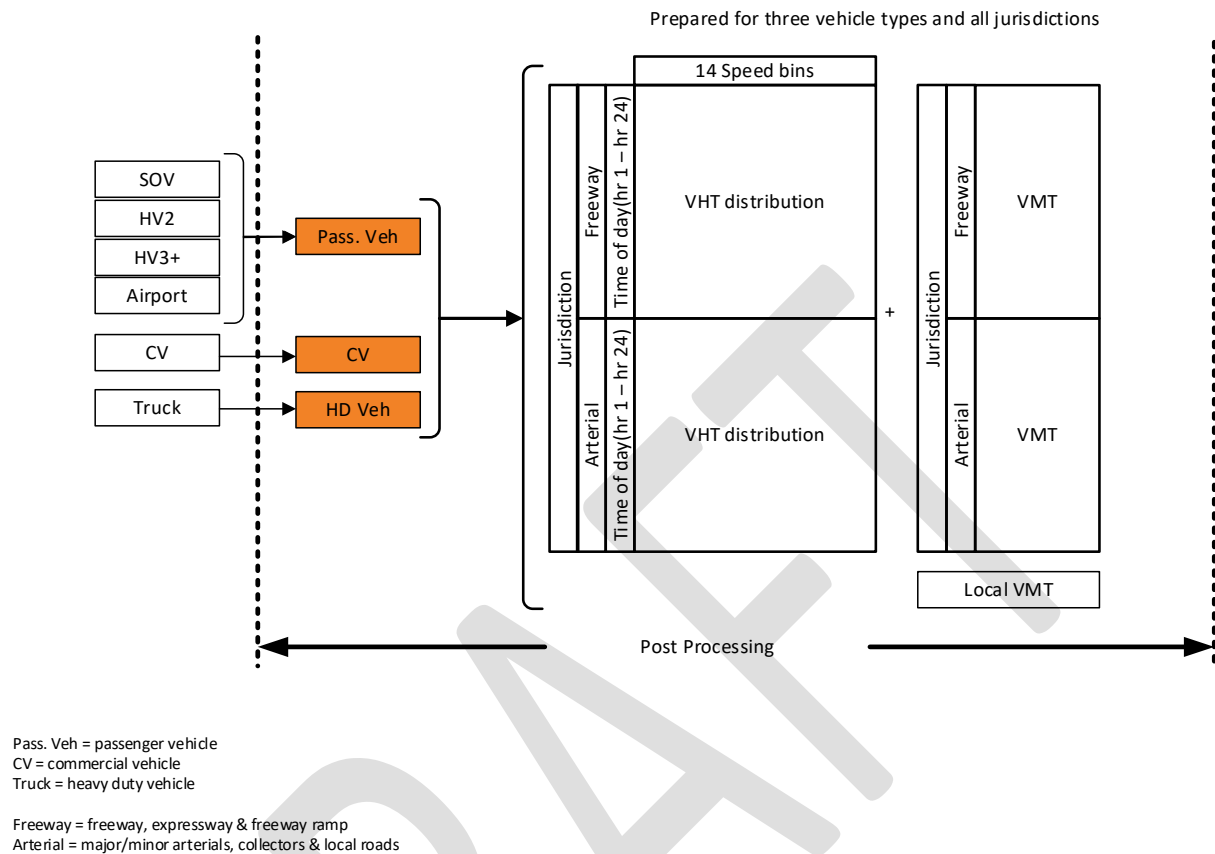 Prepared for three vehicle types and all jurisdictions
14 Speed bins
SOV
HV2
HV3+
Airport
CV
Truck
Pass. Veh
CV
HD Veh
Jurisdiction
Freeway
Time of day(hr 1 – hr 24)
VHT distribution
Arterial
Time of day(hr 1 – hr 24)
VHT distribution
+
Jurisdiction
Freeway
VMT
Arterial
VMT
Local VMT
Post Processing
Pass. Veh = passenger vehicle
CV = commercial vehicle
Truck = heavy duty vehicle
Freeway = freeway, expressway & freeway ramp
Arterial = major/minor arterials, collectors & local roads
DRAFT